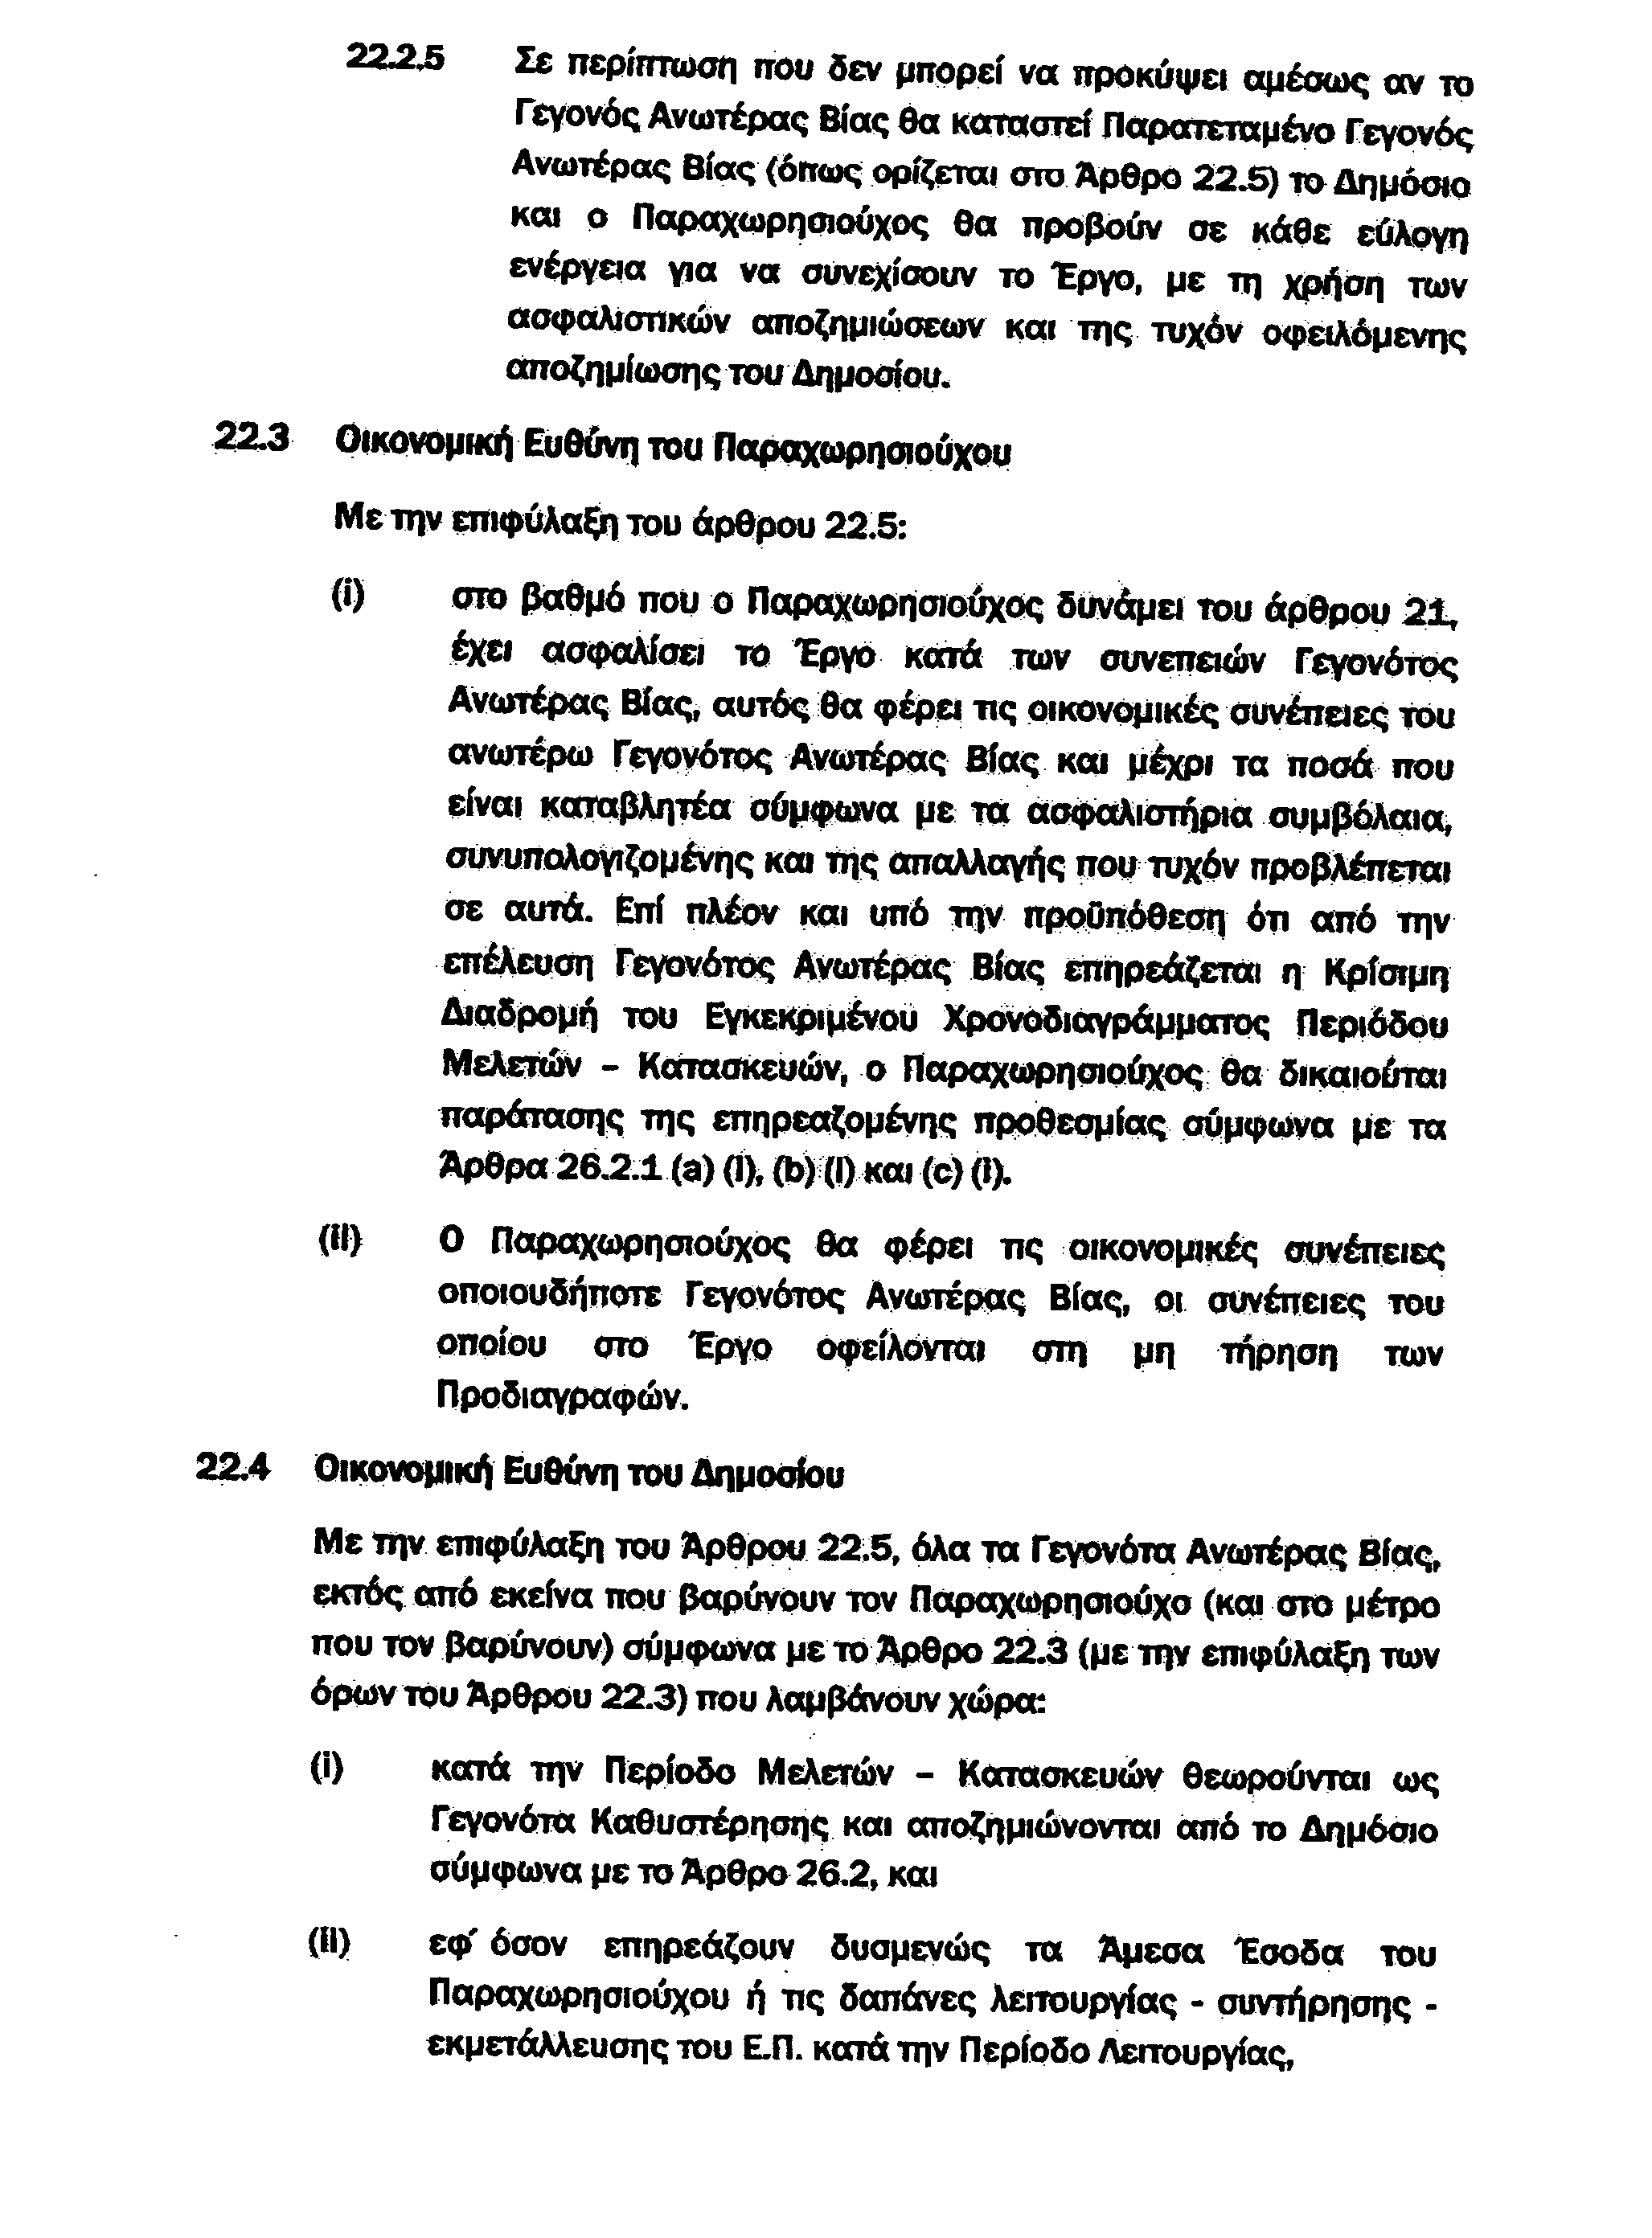 22.2.5 Σε περίπτωση που δεν μπορεί να προκύψει αμέσως αν το
Γεγονός Ανωτέρας Βίας θα καταστεί Παρατεταμένο Γεγονός
Ανωτέρας Βίας (όπως ορίζεται στο Άρθρο 22.5) το Δημόσιο
και ο Παραχωρησιούχος θα προβούν σε κάθε εύλογη
ενέργεια για να συνεχίσουν το Έργο, με τη χρήση των
ασφαλιστικών αποζημιώσεων και της τυχόν οφειλόμενης
αποζημίωσης του Δημοσίου.
22.3 Οικονομική Ευθύνη του Παραχωρησιούχου
Με την επιφύλαξη του άρθρου 22.5:
(i) στο βαθμό που ο Παραχωρησιούχος δυνάμει του άρθρου 21,
έχει ασφαλίσει το Έργο κατά των συνεπειών Γεγονότος
Ανωτέρας Βίας, αυτός θα φέρει τις οικονομικές συνέπειες του
ανωτέρω Γεγονότος Ανωτέρας Βίας και μέχρι τα ποσά που
είναι καταβλητέα σύμφωνα με τα ασφαλιστήρια συμβόλαια,
συνυπολογιζομένης και της απαλλαγής που τυχόν προβλέπεται
σε αυτά. Επί πλέον και υπό την προϋπόθεση ότι από την
επέλευση Γεγονότος Ανωτέρας Βίας επηρεάζεται η Κρίσιμη
Διαδρομή του Εγκεκριμένου Χρονοδιαγράμματος Περιόδου
Μελετών – Κατασκευών, ο Παραχωρησιούχος θα δικαιούται
παράτασης της επηρεαζομένης προθεσμίας σύμφωνα με τα
Άρθρα 26.2.1 (a) (i), (b) (i) και (c) (i).
(ii) Ο Παραχωρησιούχος θα φέρει τις οικονομικές συνέπειες
οποιουδήποτε Γεγονότος Ανωτέρας Βίας, οι συνέπειες του
οποίου στο Έργο οφείλονται στη μη τήρηση των
Προδιαγραφών.
22.4 Οικονομική Ευθύνη του Δημοσίου
Με την επιφύλαξη του Άρθρου 22.5, όλα τα Γεγονότα Ανωτέρας Βίας,
εκτός από εκείνα που βαρύνουν τον Παραχωρησιούχο (και στο μέτρο
που τον βαρύνουν) σύμφωνα με το Άρθρο 22.3 (με την επιφύλαξη των
όρων του Άρθρου 22.3) που λαμβάνουν χώρα:
(i) κατά την Περίοδο Μελετών – Κατασκευών θεωρούνται ως
Γεγονότα Καθυστέρησης και αποζημιώνονται από το Δημόσιο
σύμφωνα με το Άρθρο 26.2, και
(ii) εφ' όσον επηρεάζουν δυσμενώς τα Άμεσα Έσοδα του
Παραχωρησιούχου ή τις δαπάνες λειτουργίας - συντήρησης -
εκμετάλλευσης του Ε.Π. κατά την Περίοδο Λειτουργίας,